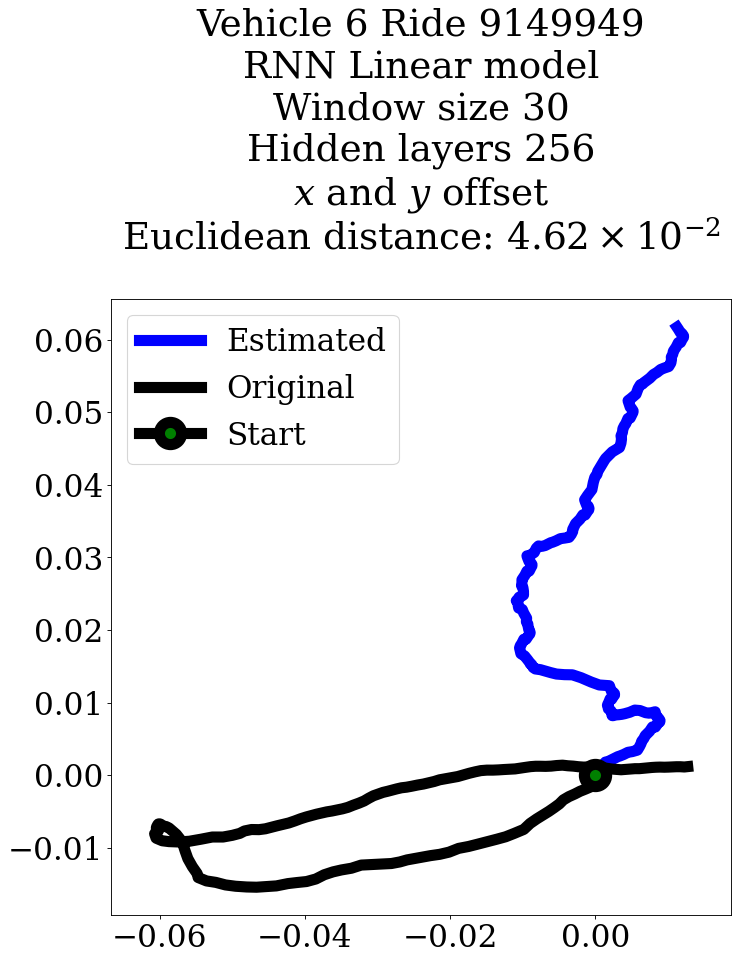 Vehicle 6 Ride 9149949
RNN Linear model
Window size 30
Hidden layers 256
x and y offset
Euclidean distance: 4.62 × 10⁻²
Estimated
Original
Start
0.06
0.05
0.04
0.03
0.02
0.01
0.00
−0.01
−0.06 −0.04 −0.02 0.00